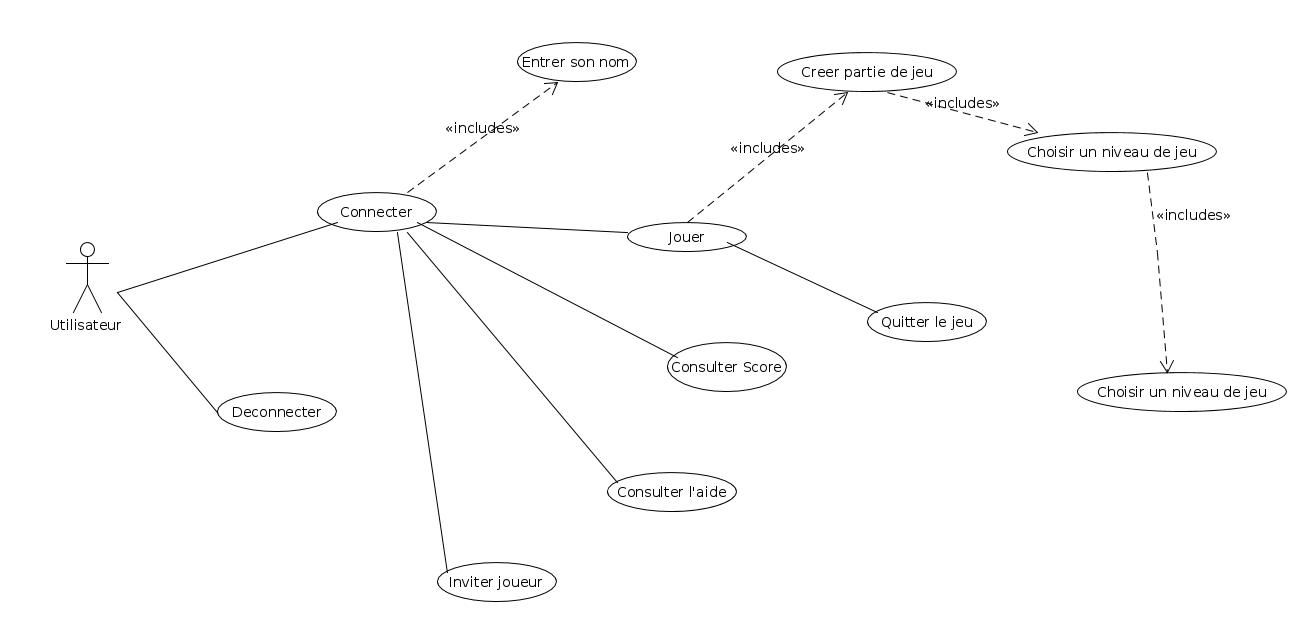 Entrer son nom
Creer partie de jeu
«includes»
«includes»
«includes»
Choisir un niveau de jeu
Connecter
«includes»
Jouer
Utilisateur
Quitter le jeu
Consulter Score
Choisir un niveau de jeu
Deconnecter
Consulter l'aide
Inviter joueur